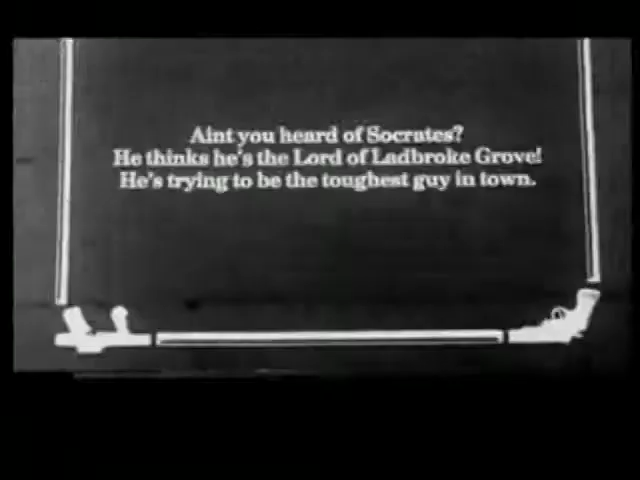 Aint you heard of Socrates?
He thinks he's the Lord of Ladbroke Grove!
He's trying to be the toughest guy in town.